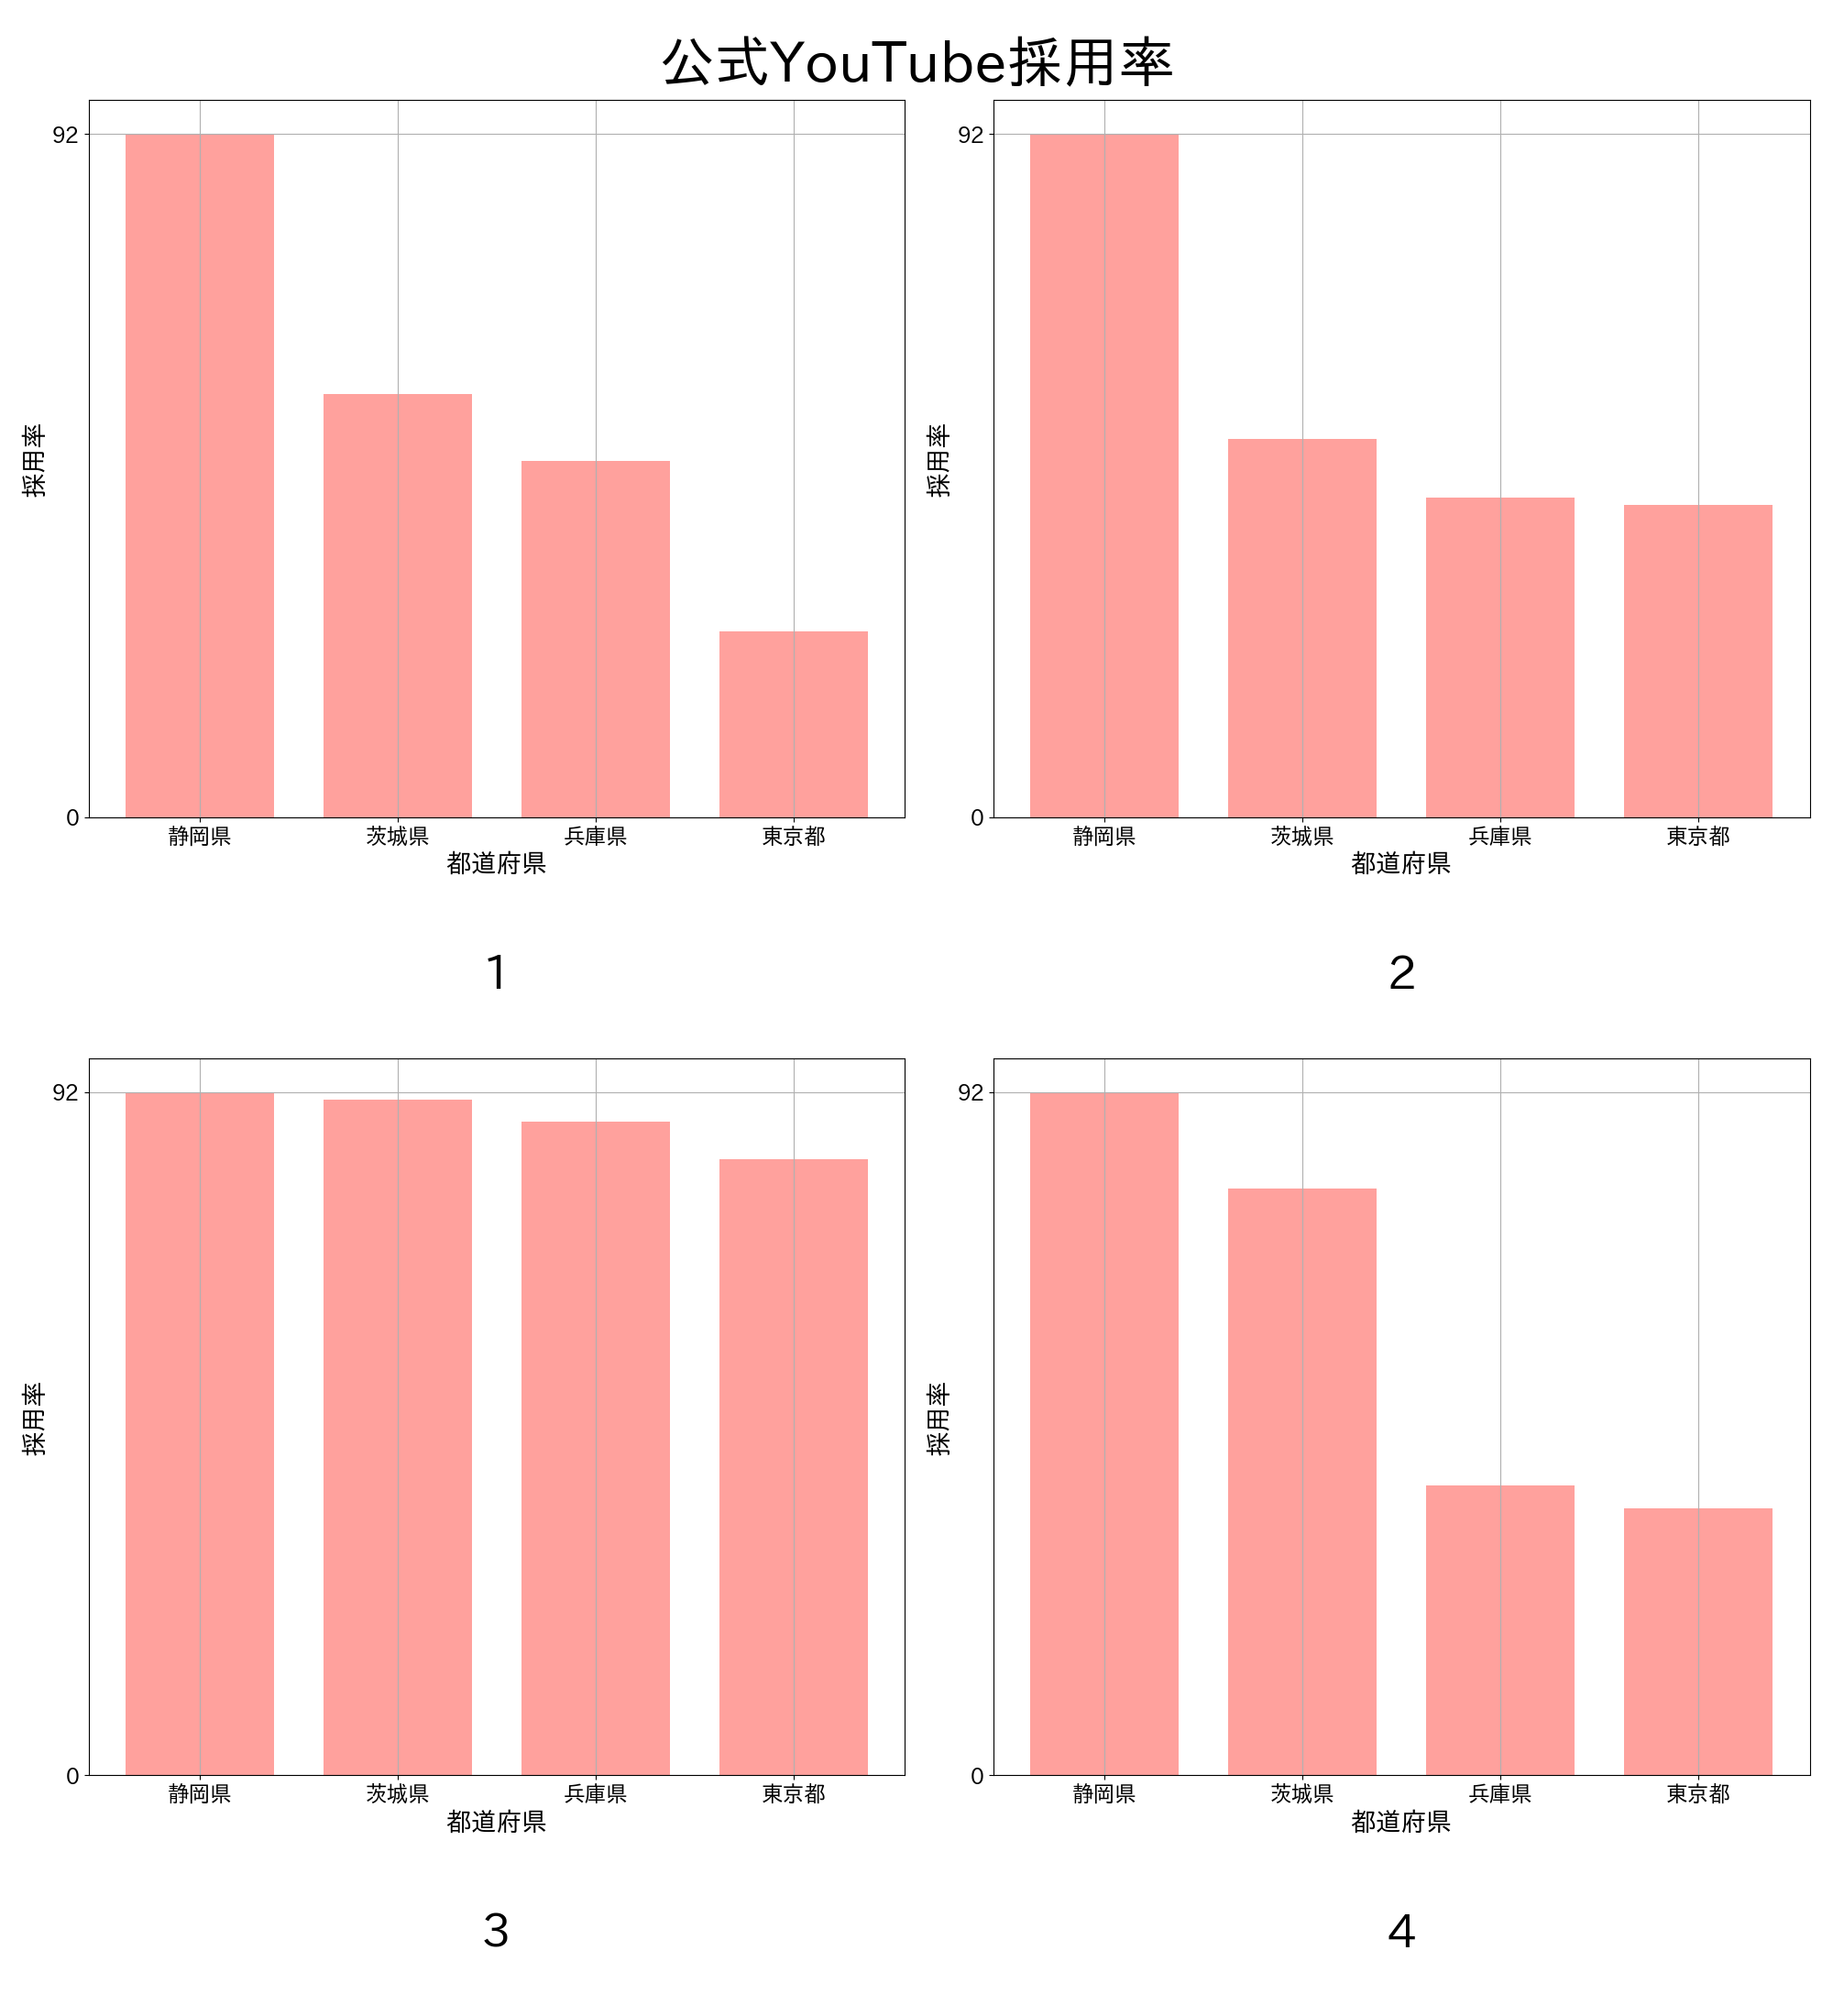 公式YouTube採用率
92
0
採用率
静岡県 茨城県 兵庫県 東京都
都道府県
1
92
0
採用率
静岡県 茨城県 兵庫県 東京都
都道府県
2
92
0
採用率
静岡県 茨城県 兵庫県 東京都
都道府県
3
92
0
採用率
静岡県 茨城県 兵庫県 東京都
都道府県
4